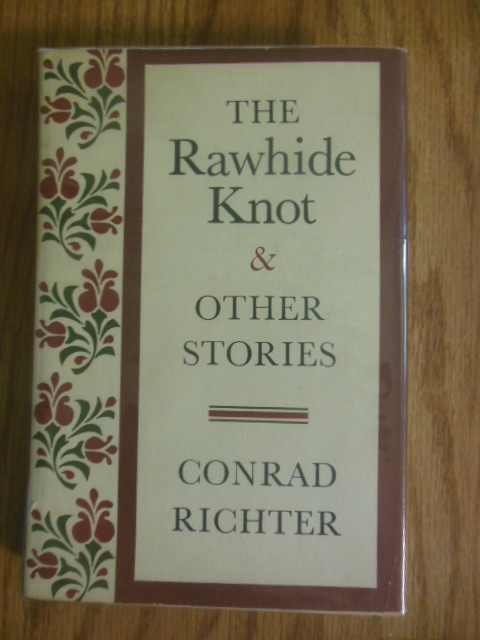 THE
Rawhide
Knot
&
OTHER
STORIES
CONRAD
RICHTER